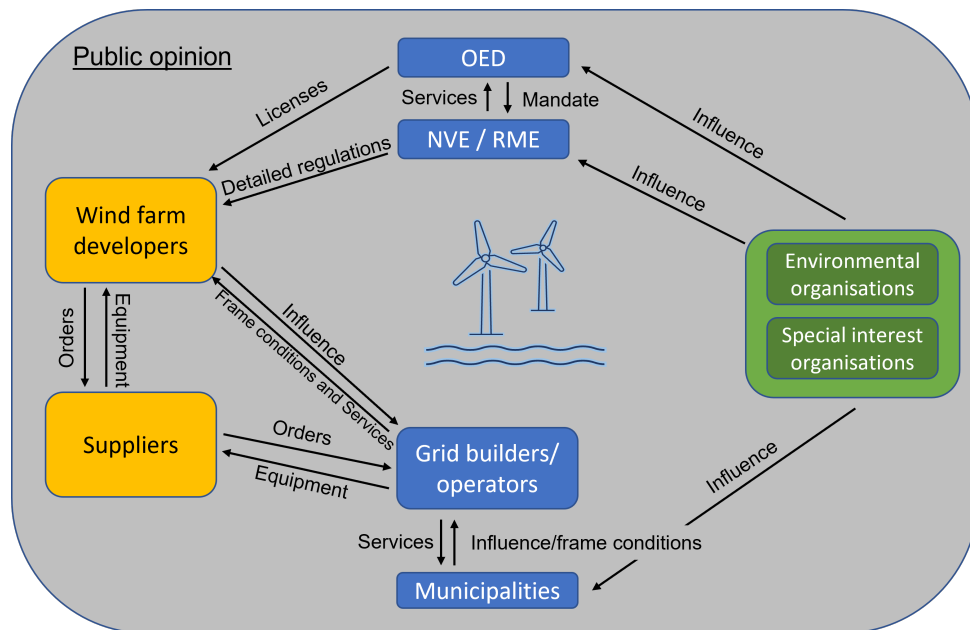 Public opinion
OED
Licenses
Services
Mandate
Influence
NVE / RME
Detailed regulations
Influence
Wind farm
developers
Environmental
organisations
Special interest
organisations
Orders
Equipment
Influence
Frame conditions and Services
Suppliers
Orders
Equipment
Grid builders/
operators
Influence
Services
Influence/frame conditions
Municipalities